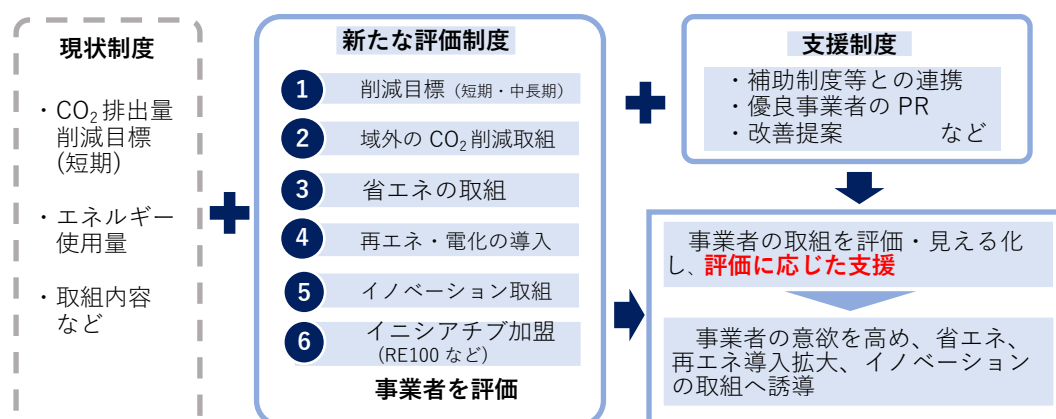 現状制度
・CO₂排出量
削減目標
(短期)
・エネルギー
使用量
・取組内容
など
新たな評価制度
1 削減目標（短期・中長期）
2 域外の CO₂削減取組
3 省エネの取組
4 再エネ・電化の導入
5 イノベーション取組
6 イニシアチブ加盟
(RE100 など)
事業者を評価
支援制度
・補助制度等との連携
・優良事業者の PR
・改善提案 など
事業者の取組を評価・見える化
し、評価に応じた支援
事業者の意欲を高め、省エネ、
再エネ導入拡大、イノベーション
の取組へ誘導